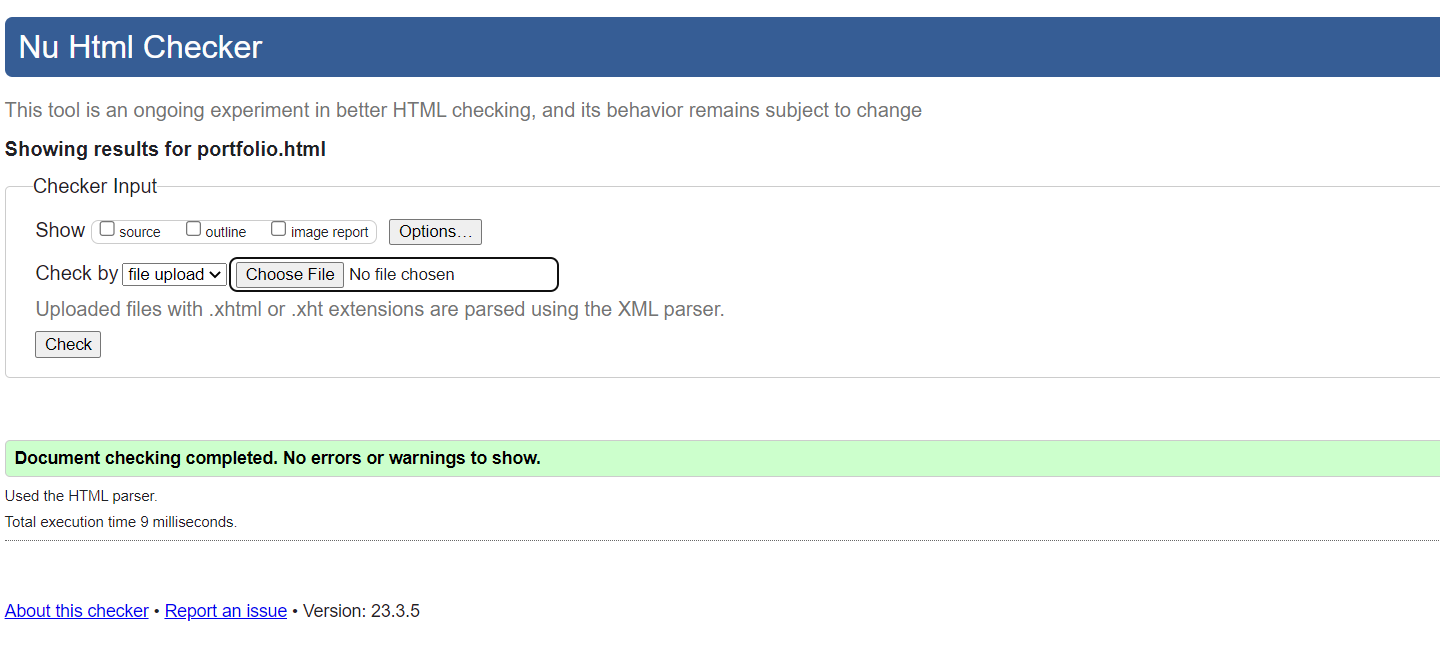 Nu Html Checker
This tool is an ongoing experiment in better HTML checking, and its behavior remains subject to change
Showing results for portfolio.html
Checker Input
Show source outline image report Options…
Check by file upload Choose File No file chosen
Uploaded files with .xhtml or .xht extensions are parsed using the XML parser.
Check
Document checking completed. No errors or warnings to show.
Used the HTML parser.
Total execution time 9 milliseconds.
About this checker • Report an issue • Version: 23.3.5